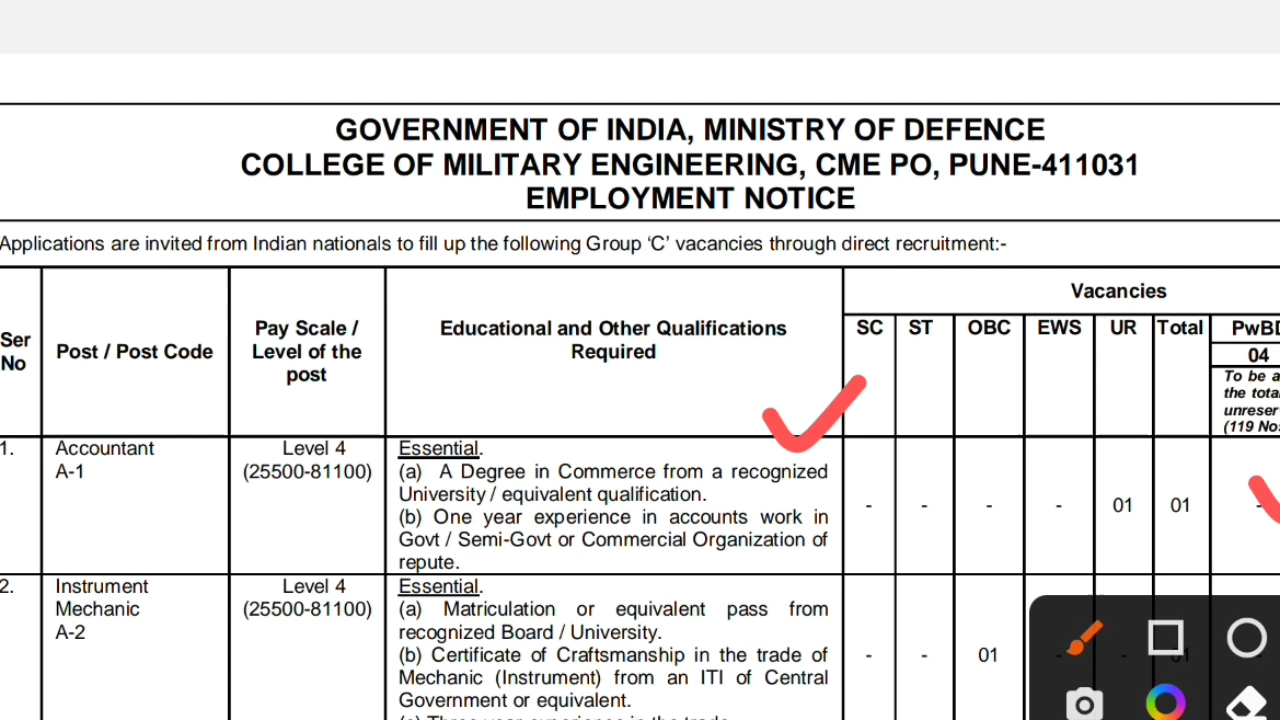 GOVERNMENT OF INDIA, MINISTRY OF DEFENCE
COLLEGE OF MILITARY ENGINEERING, CME PO, PUNE-411031
EMPLOYMENT NOTICE
Applications are invited from Indian nationals to fill up the following Group ‘C’ vacancies through direct recruitment:-
Ser No
Post / Post Code
Pay Scale /
Level of the
post
Educational and Other Qualifications
Required
Vacancies
SC ST OBC EWS UR Total
04
To be a
the
(119
1.
Accountant
A-1
Level 4
(25500-81100)
Essential.
(a) A Degree in Commerce from a recognized
University / equivalent qualification.
(b) One year experience in accounts work in
Govt / Semi-Govt or Commercial Organization of
repute.
- - - - 01 01 -
2.
Instrument
Mechanic
A-2
Level 4
(25500-81100)
Essential.
(a) Matriculation or equivalent pass from
recognized Board / University.
(b) Certificate of Craftsmanship in the trade of
Mechanic (Instrument) from an ITI of Central
Government or equivalent.
- - 01 - - 01